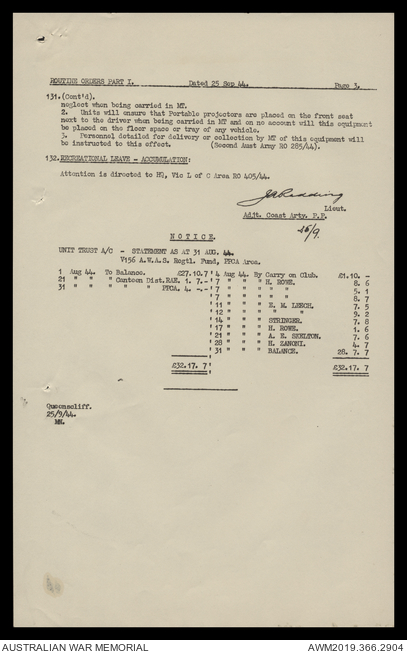 ROUTINE ORDERS PART I. Dated 25 Sep 44. Page 3.
131.(Cont'd).
neglect when being carried in MT.
2. Units will ensure that Portable projectors are placed on the front seat
next to the driver when being carried in MT and on no account will this equipment
be placed on the floor space or tray of any vehicle.
3. Personnel detailed for delivery or collection by MT of this equipment will
be instructed to this effect. (Second Aust Army RO 285/44).
132. RECREATIONAL LEAVE - ACCUMULATION:
Attention is directed to HQ, Vic L of C Area RO 405/44.
Lieut.
Adjt. Coast Arty. P.P.
25/9.
NOTICE.
UNIT TRUST A/C - STATEMENT AS AT 31 AUG. 44.
V156 A.W.A.S. Regtl. Fund, PPCA Area.
1 Aug 44. To Balance. £27.10.7 ' 4 Aug 44. By Carry on Club. £1.10. -
21 " " " Canteen Dist.RAE. 1. 7.- ' 7 " " " H. ROWE. 8. 6
31 " " " " " PPCA. 4. -.- ' 7 " " " " " 5. 1
' 7 " " " " " 8. 7
' 11 " " " E. M. LEECH. 7. 5
' 12 " " " " " 9. 2
' 14 " " " STRINGER. 7. 8
' 17 " " " H. ROWE. 1. 6
' 21 " " " A. E. SKELTON. 7. 6
' 28 " " " H. ZANONI. 4. 7
' 31 " " " BALANCE. 28. 7. 7
£32.17. 7 ' £32.17. 7
Queenscliff.
25/9/44.
AUSTRALIAN WAR MEMORIAL AWM2019.366.2904